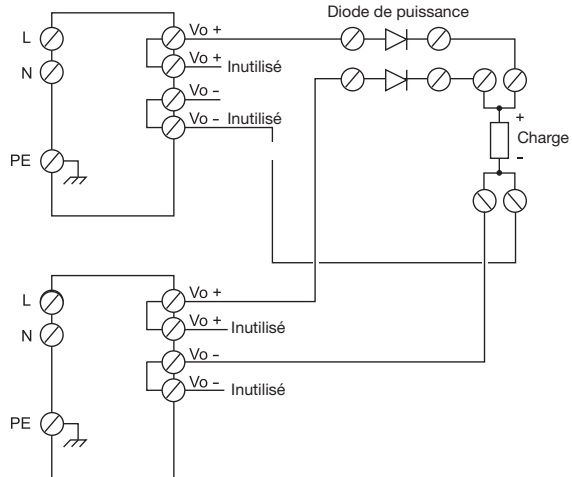 Diode de puissance
L
Vo +
N
Vo + Inutilisé
Vo -
Vo - Inutilisé
+
Charge
-
PE
L
Vo +
N
Vo + Inutilisé
Vo -
Vo - Inutilisé
PE